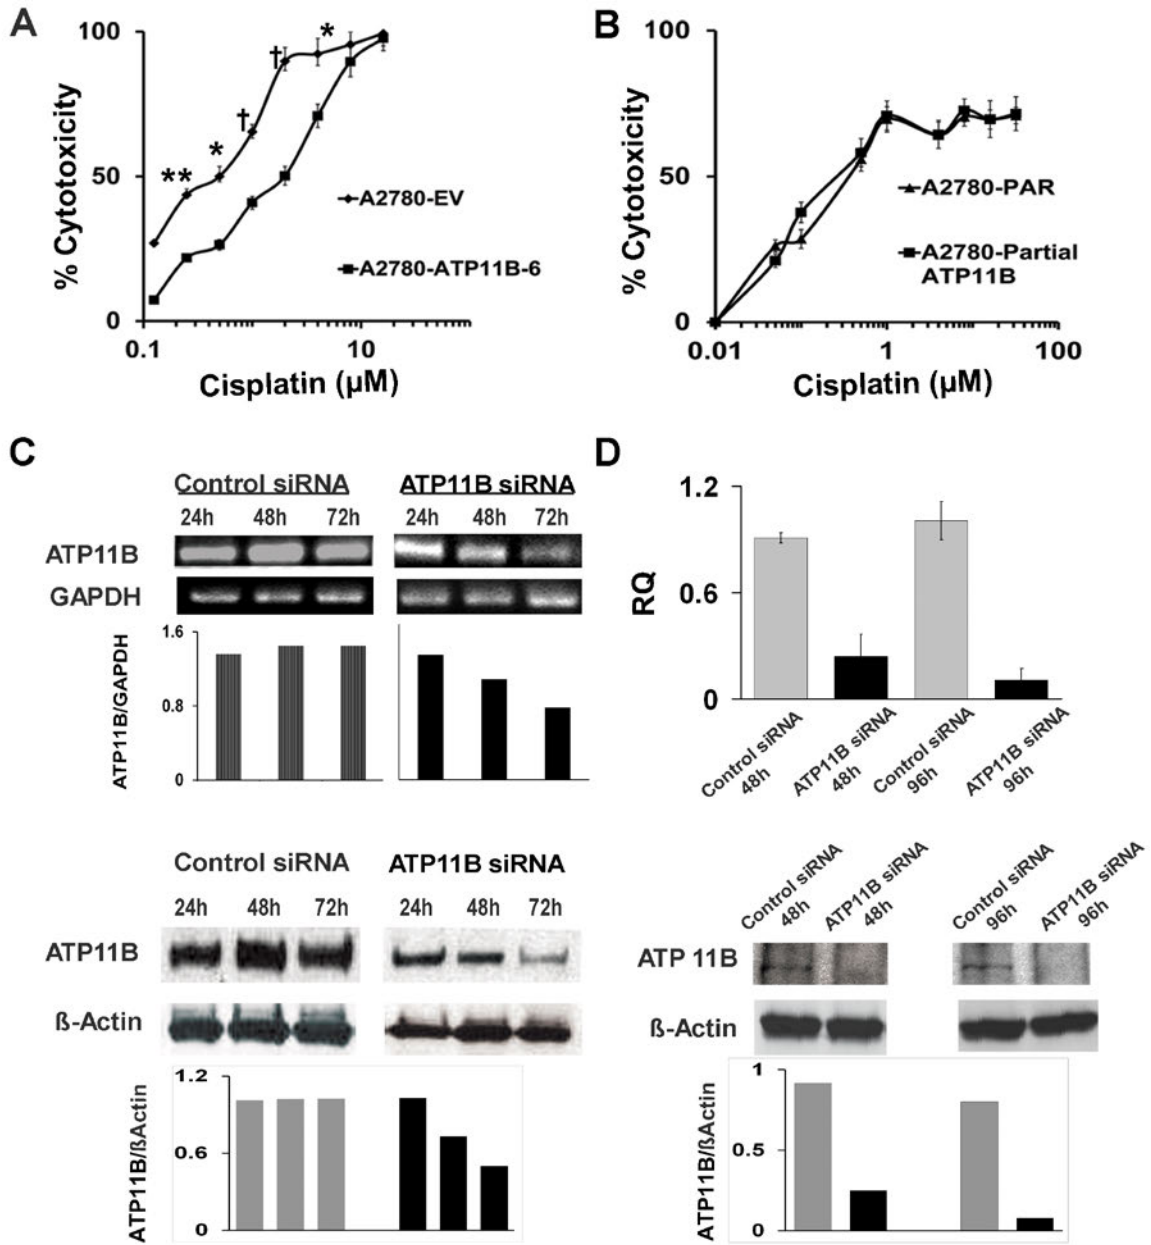 A
100
50
0
0.1
10
% Cytotoxicity
Cisplatin (µM)
**
*
†
†
*
A2780-EV
A2780-ATP11B-6
B
100
50
0
0.01
1
100
% Cytotoxicity
Cisplatin (µM)
A2780-PAR
A2780-Partial
ATP11B
C
Control siRNA
ATP11B siRNA
24h 48h 72h
24h 48h 72h
ATP11B
GAPDH
ATP11B/GAPDH
1.6
0.8
0
Control siRNA
ATP11B siRNA
24h 48h 72h
24h 48h 72h
ATP11B
ß-Actin
ATP11B/ßActin
1.2
0.6
0
D
RQ
1.2
0.6
0
Control siRNA
48h
ATP11B siRNA
48h
Control siRNA
96h
ATP11B siRNA
96h
Control siRNA
48h
ATP11B siRNA
48h
Control siRNA
96h
ATP11B siRNA
96h
ATP 11B
ß-Actin
ATP11B/ßActin
1
0.5
0